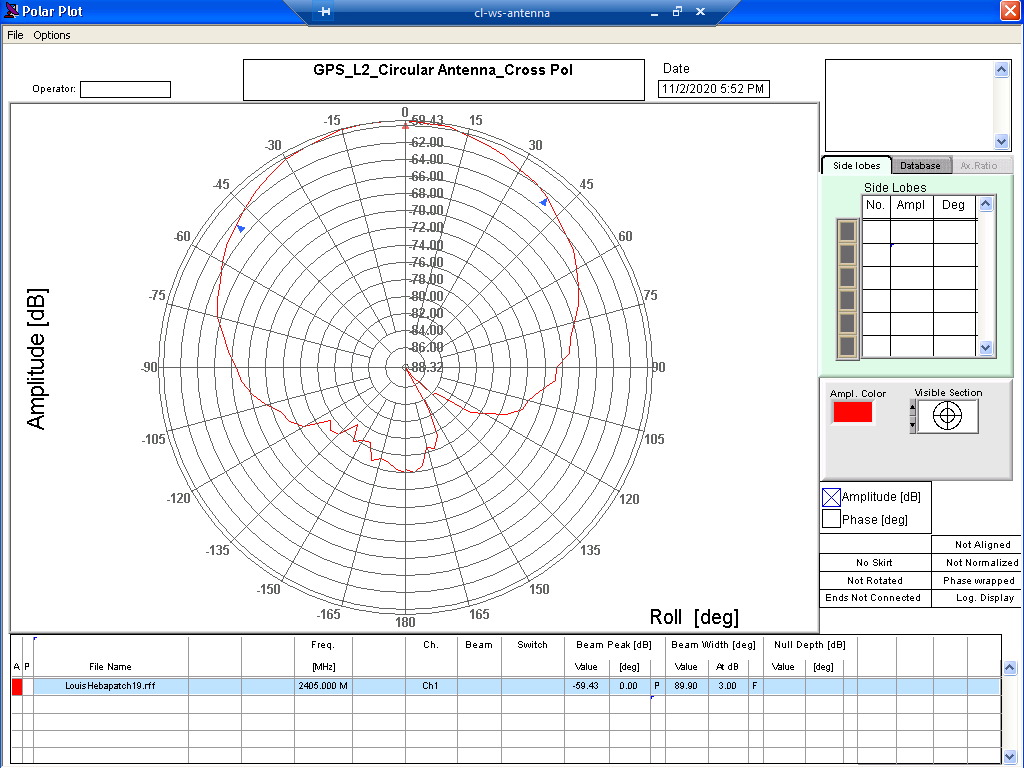 Polar Plot
cl-ws-antenna
File Options
Operator:
GPS_L2_Circular Antenna_Cross Pol
Date
11/2/2020 5:52 PM
0
-15
15
-30
30
-45
45
-60
60
-75
75
-90
90
-105
105
-120
120
-135
135
-150
150
-165
165
180
-59.43
-62.00
-64.00
-66.00
-68.00
-70.00
-72.00
-74.00
-76.00
-78.00
-80.00
-82.00
-84.00
-86.00
-88.32
Amplitude [dB]
Roll [deg]
Side lobes Database Ax.Ratio
Side Lobes
No. Ampl Deg
Ampl. Color
Visible Section
Amplitude [dB]
Phase [deg]
Not Aligned
No Skirt Not Normalized
Not Rotated Phase wrapped
Ends Not Connected Log. Display
Freq. Ch. Beam Switch Beam Peak [dB] Beam Width [deg] Null Depth [dB]
A P File Name [MHz] Value [deg] Value At dB Value [deg]
LouisHebapatch19.rff 2405.000 M Ch1 -59.43 0.00 P 89.90 3.00 F